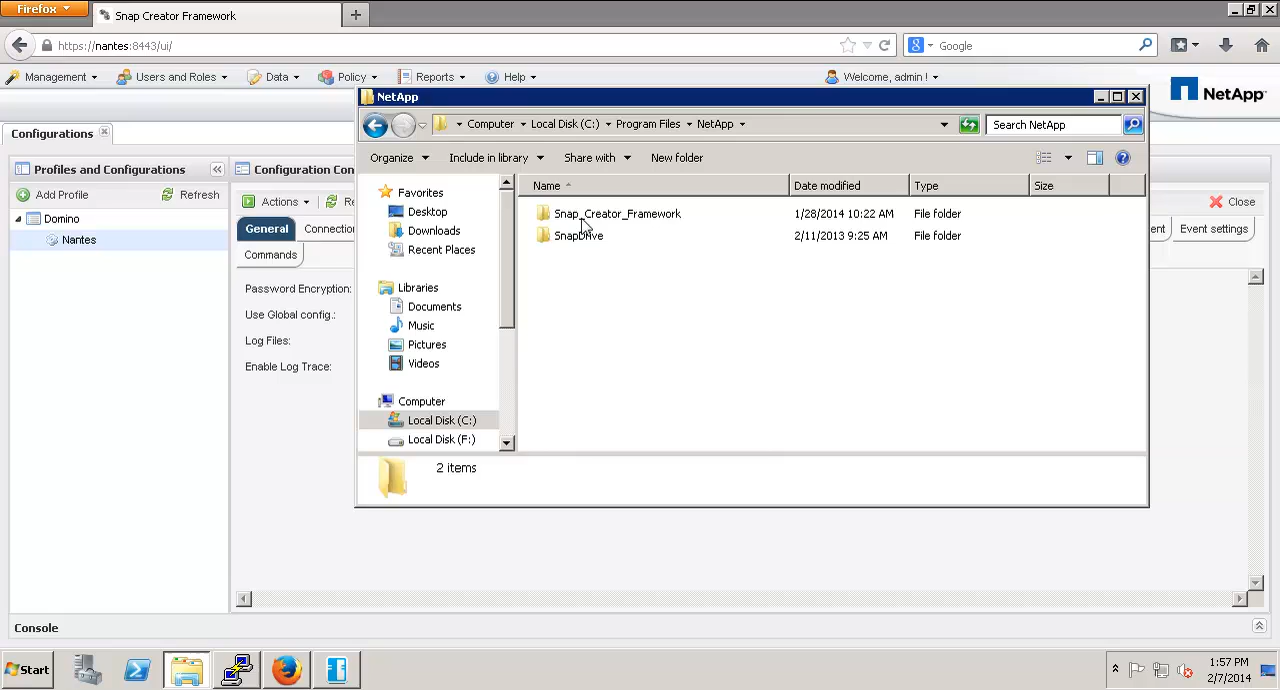 Firefox
Snap Creator Framework
https://nantes:8443/ui/
Google
Management
Users and Roles
Data
Policy
Reports
Help
Welcome, admin !
NetApp
NetApp
Configurations
Computer
Local Disk (C:)
Program Files
NetApp
Search NetApp
Organize
Include in library
Share with
New folder
Profiles and Configurations
Configuration Con
Add Profile
Refresh
Actions
Re
Close
Domino
Nantes
General
Connection
ent
Event settings
Commands
Password Encryption:
Use Global config.:
Log Files:
Enable Log Trace:
Favorites
Desktop
Downloads
Recent Places
Libraries
Documents
Music
Pictures
Videos
Computer
Local Disk (C:)
Local Disk (F:)
Name
Date modified
Type
Size
Snap_Creator_Framework
1/28/2014 10:22 AM
File folder
SnapDrive
2/11/2013 9:25 AM
File folder
2 items
Console
Start
1:57 PM
2/7/2014